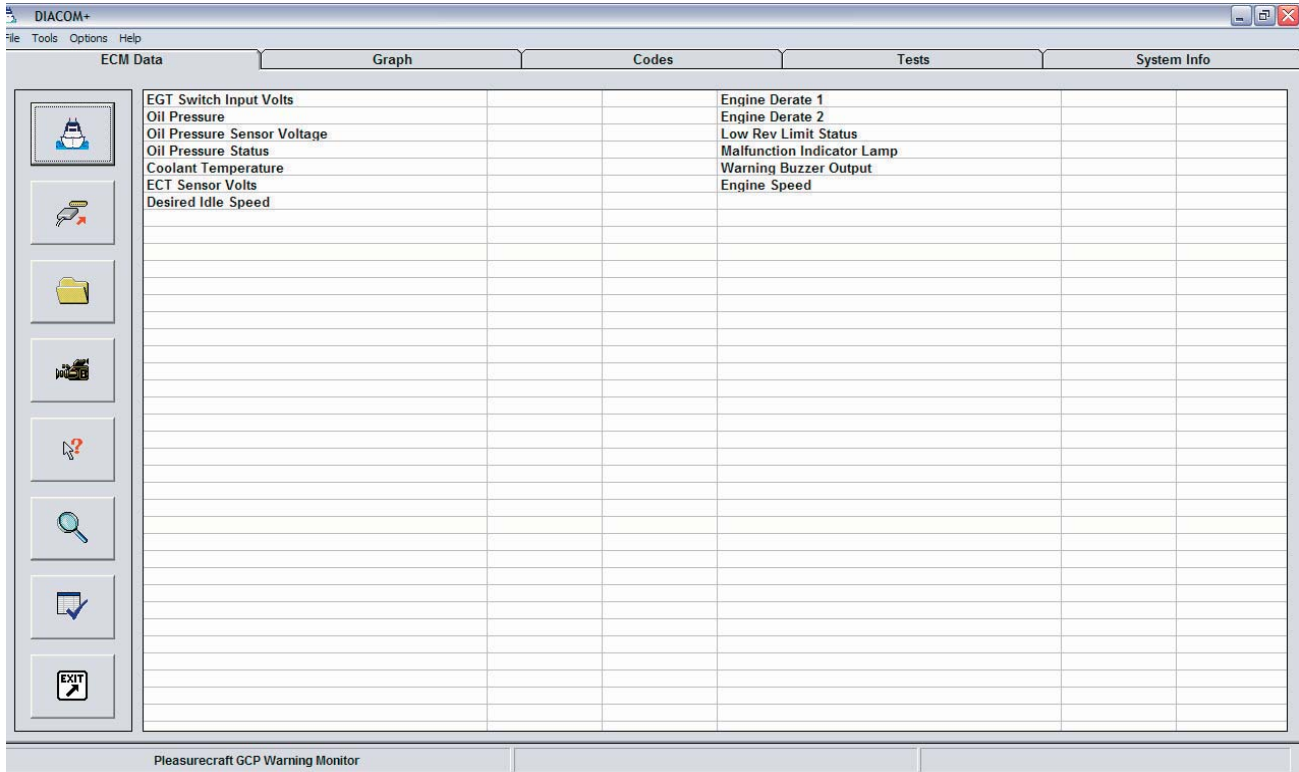 DIACOM+
File Tools Options Help
ECM Data Graph Codes Tests System Info
EGT Switch Input Volts
Oil Pressure
Oil Pressure Sensor Voltage
Oil Pressure Status
Coolant Temperature
ECT Sensor Volts
Desired Idle Speed
Engine Derate 1
Engine Derate 2
Low Rev Limit Status
Malfunction Indicator Lamp
Warning Buzzer Output
Engine Speed
?
EXIT
Pleasurecraft GCP Warning Monitor